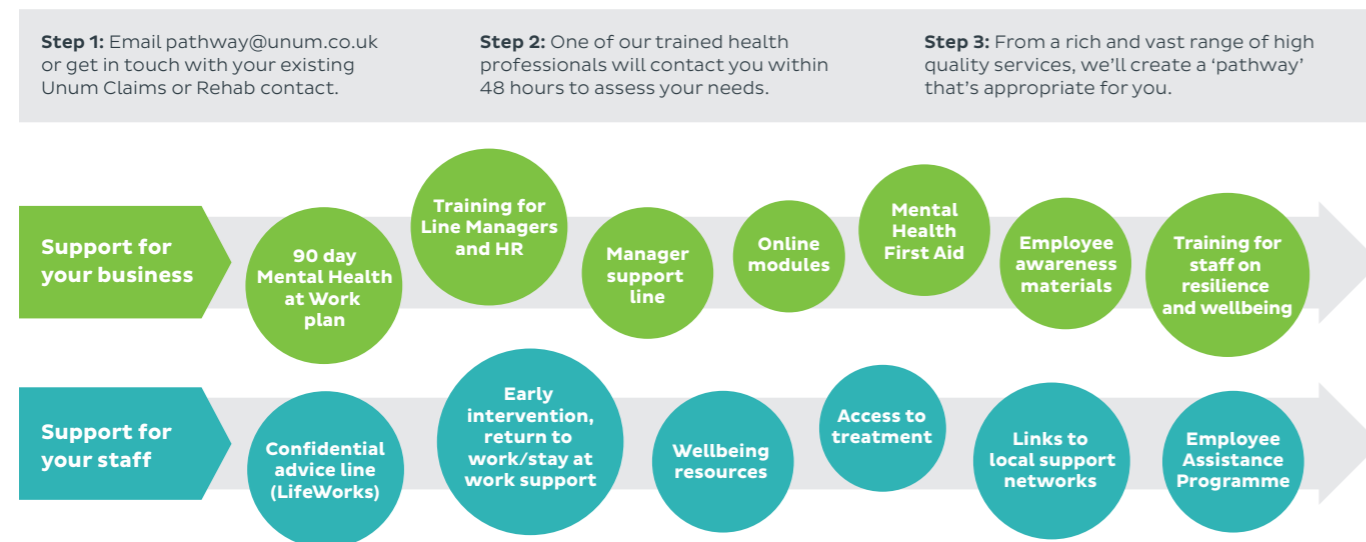 Step 1: Email pathway@unum.co.uk
or get in touch with your existing
Unum Claims or Rehab contact.
Step 2: One of our trained health
professionals will contact you within
48 hours to assess your needs.
Step 3: From a rich and vast range of high
quality services, we'll create a 'pathway'
that's appropriate for you.
Support for
your business
90 day
Mental Health
at Work
plan
Training for
Line Managers
and HR
Manager
support
line
Online
modules
Mental
Health
First Aid
Employee
awareness
materials
Training for
staff on
resilience
and wellbeing
Support for
your staff
Confidential
advice line
(LifeWorks)
Early
intervention,
return to
work/stay at
work support
Wellbeing
resources
Access to
treatment
Links to
local support
networks
Employee
Assistance
Programme